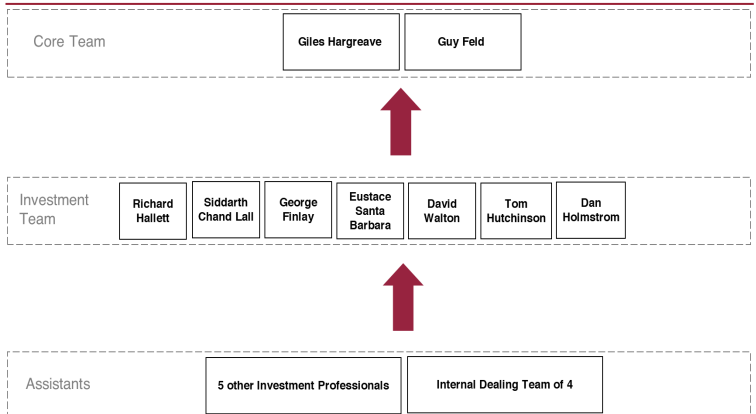 Core Team
Giles Hargreave
Guy Feld
Investment
Team
Richard
Hallett
Siddarth
Chand Lall
George
Finlay
Eustace
Santa
Barbara
David
Walton
Tom
Hutchinson
Dan
Holmstrom
Assistants
5 other Investment Professionals
Internal Dealing Team of 4